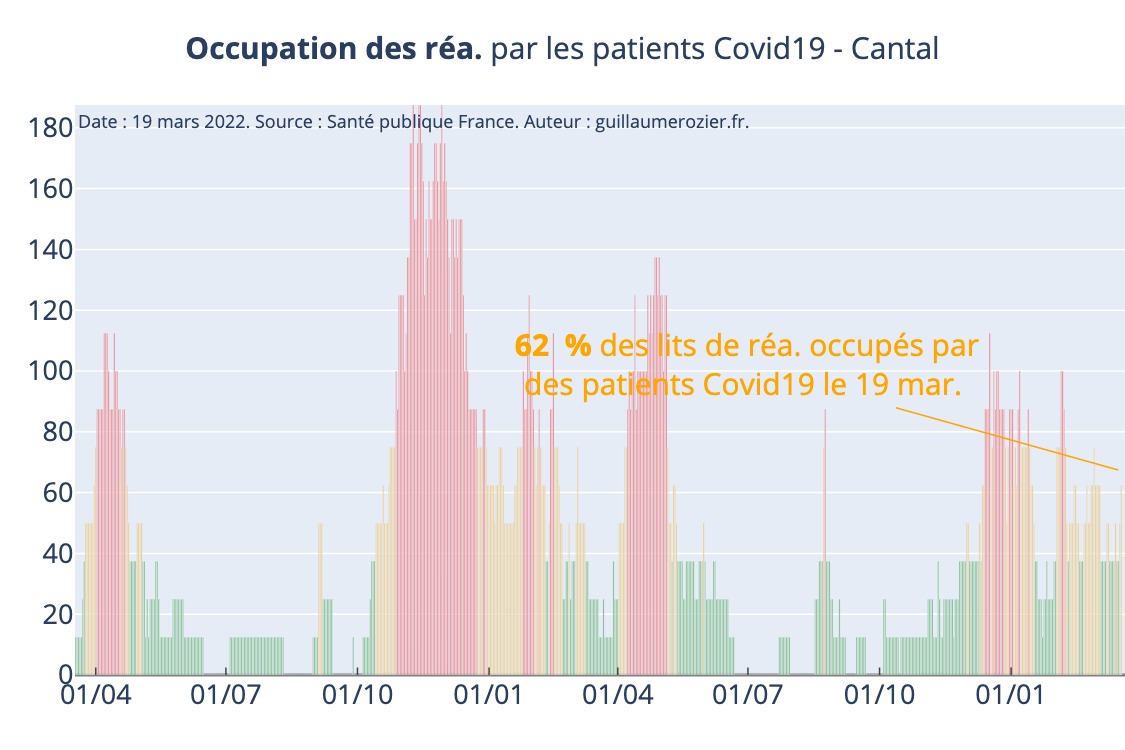 Occupation des réa. par les patients Covid19 - Cantal
Date : 19 mars 2022. Source : Santé publique France. Auteur : guillaumerozier.fr.
180
160
140
120
100
80
60
40
20
0
62 % des lits de réa. occupés par
des patients Covid19 le 19 mar.
01/04 01/07 01/10 01/01 01/04 01/07 01/10 01/01